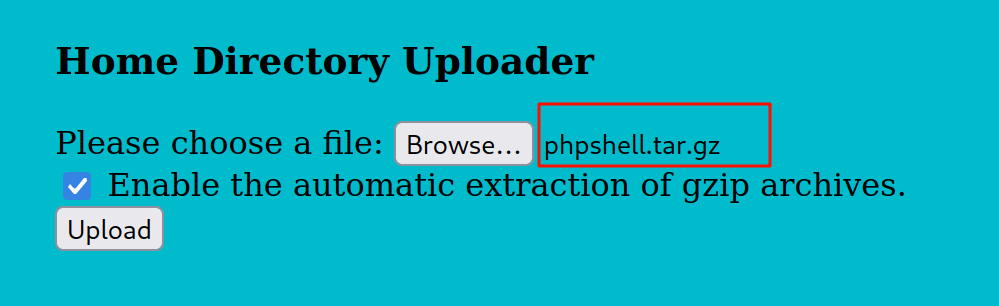 Home Directory Uploader
Please choose a file: Browse... phpshell.tar.gz
Enable the automatic extraction of gzip archives.
Upload